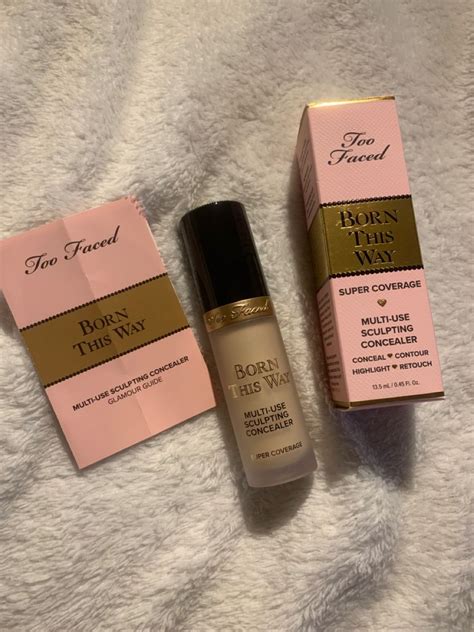 Too Faced
BORN
THIS WAY
MULTI-USE SCULPTING CONCEALER
GLAMOUR GUIDE
Too Faced
BORN
THIS WAY
MULTI-USE
SCULPTING
CONCEALER
SUPER COVERAGE
Too
Faced
BORN
THIS
WAY
SUPER COVERAGE
MULTI-USE
SCULPTING
CONCEALER
CONCEAL ♥ CONTOUR
HIGHLIGHT ♥ RETOUCH
13.5 mL / 0.45 Fl. Oz.